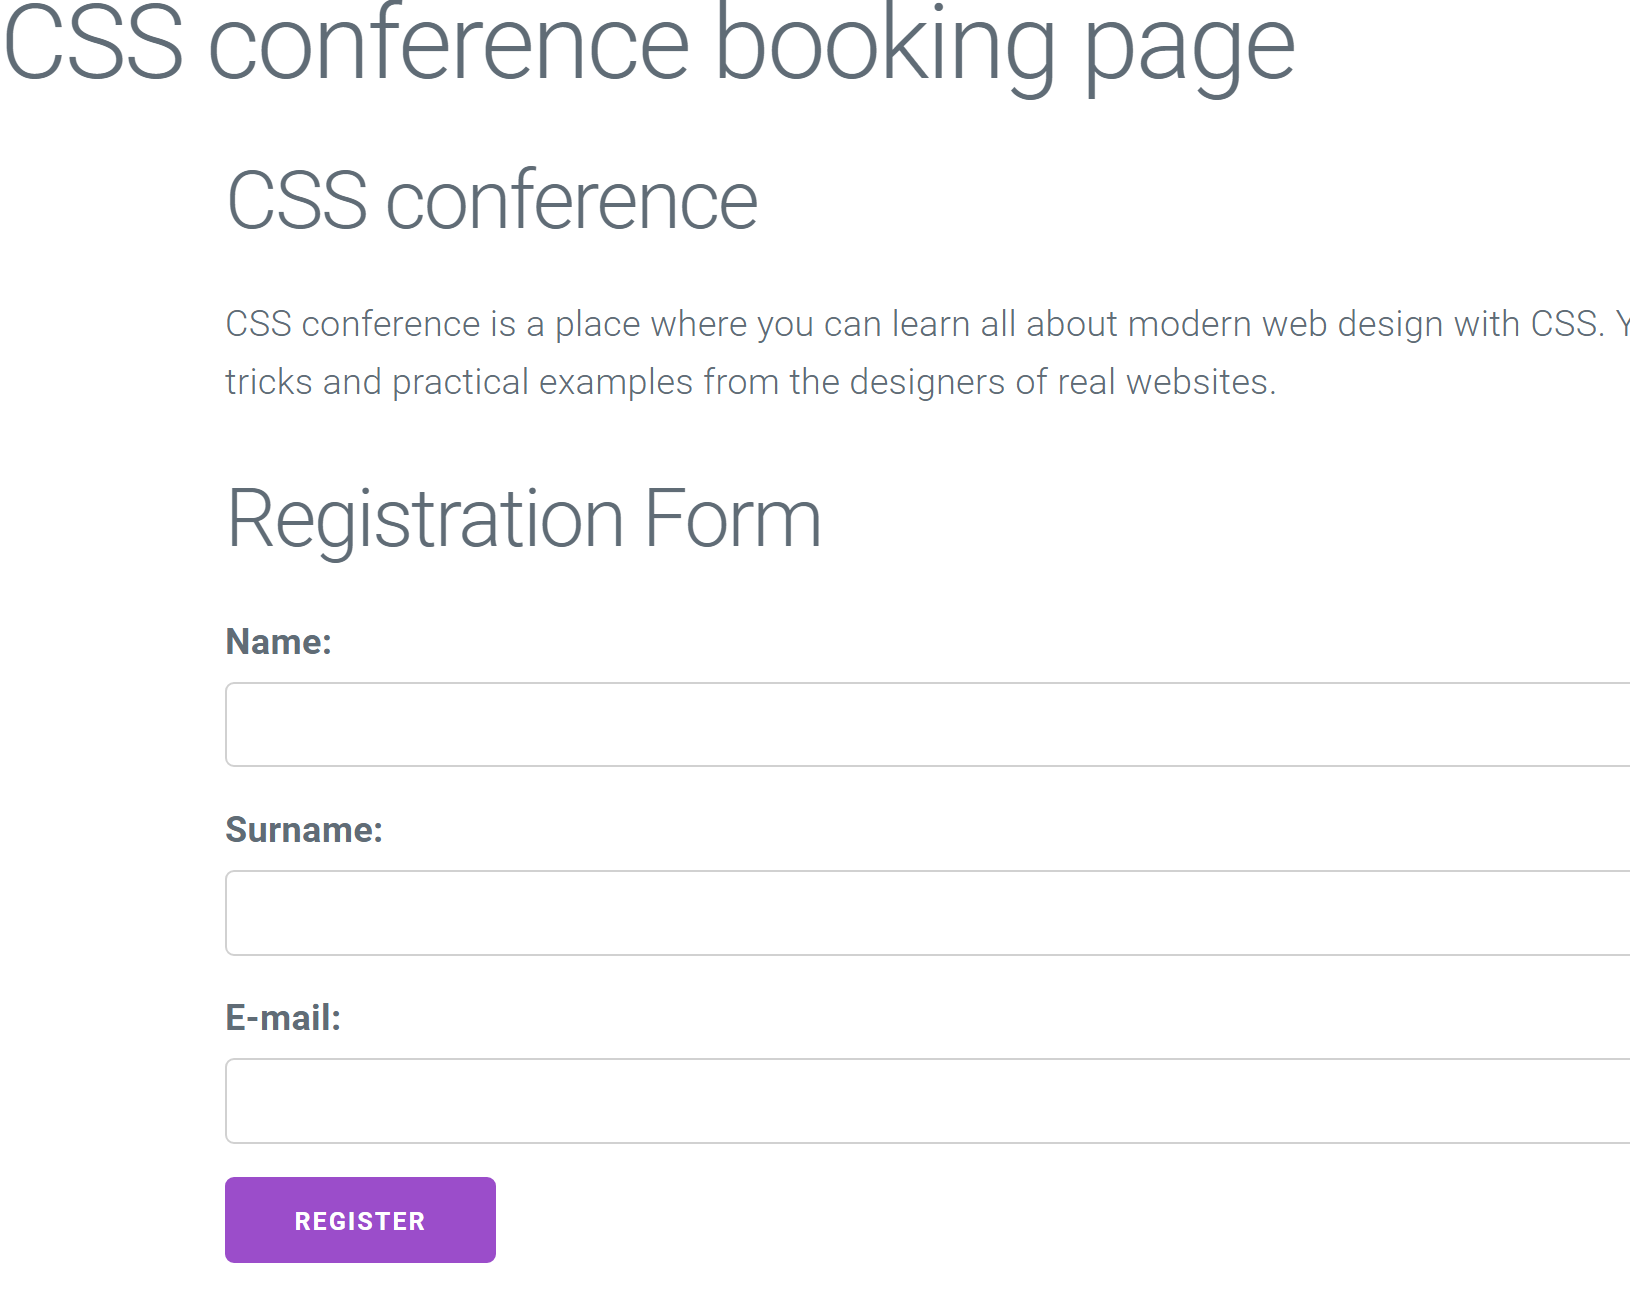 CSS conference booking page
CSS conference
CSS conference is a place where you can learn all about modern web design with CSS.
tricks and practical examples from the designers of real websites.
Registration Form
Name:
Surname:
E-mail:
REGISTER